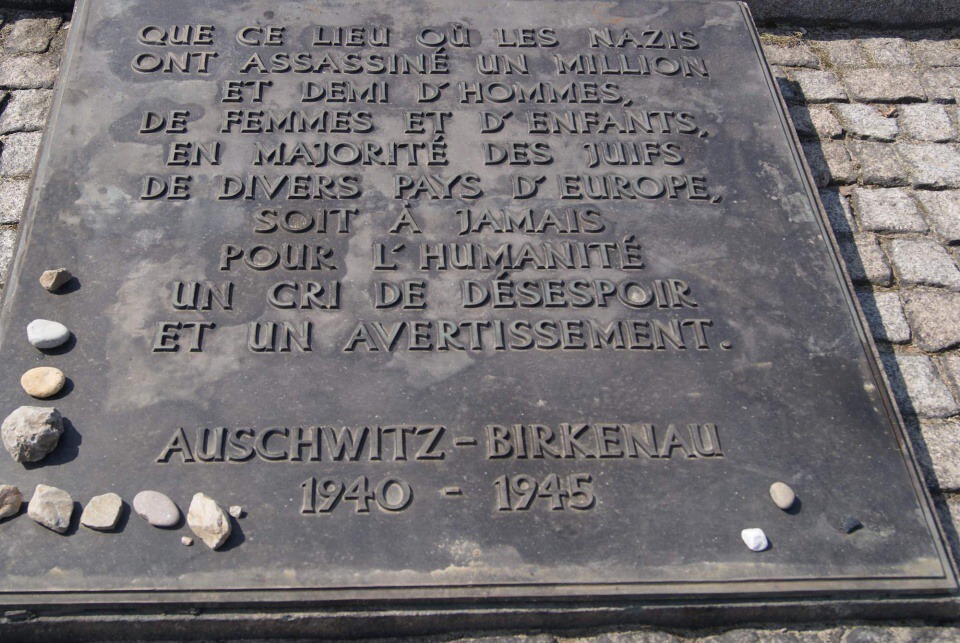 QUE CE LIEU OÙ LES NAZIS
ONT ASSASSINÉ UN MILLION
ET DEMI D'HOMMES,
DE FEMMES ET D'ENFANTS,
EN MAJORITÉ DES JUIFS
DE DIVERS PAYS D'EUROPE,
SOIT À JAMAIS
POUR L'HUMANITÉ
UN CRI DE DÉSESPOIR
ET UN AVERTISSEMENT.
AUSCHWITZ-BIRKENAU
1940 - 1945